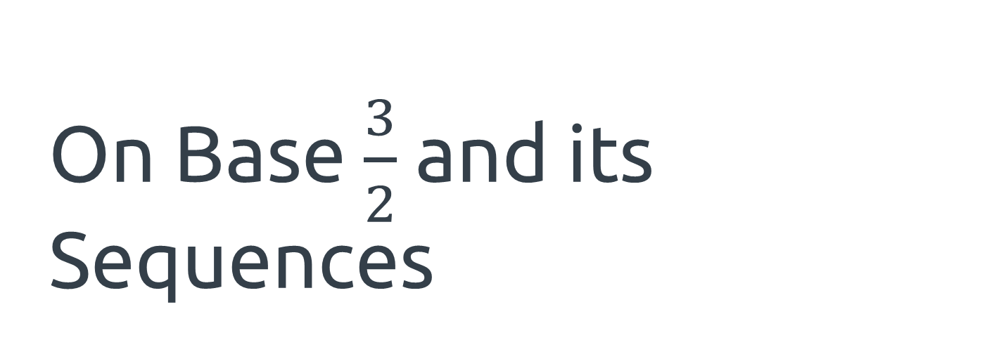 On Base 3/2 and its
Sequences